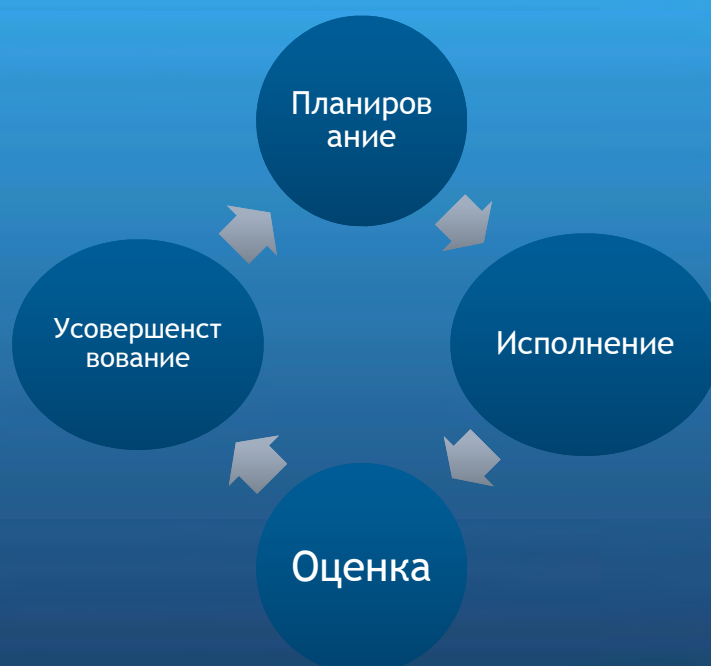 Планиров
ание
Исполнение
Оценка
Усовершенст
вование